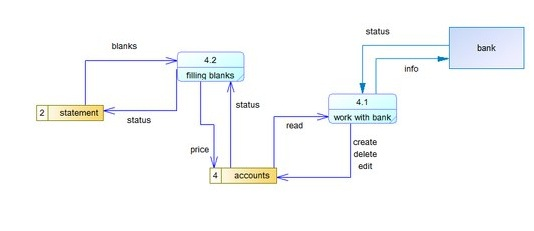 status
bank
blanks
4.2
filling blanks
info
status
4.1
work with bank
2 statement
status
read
price
create
delete
edit
4 accounts